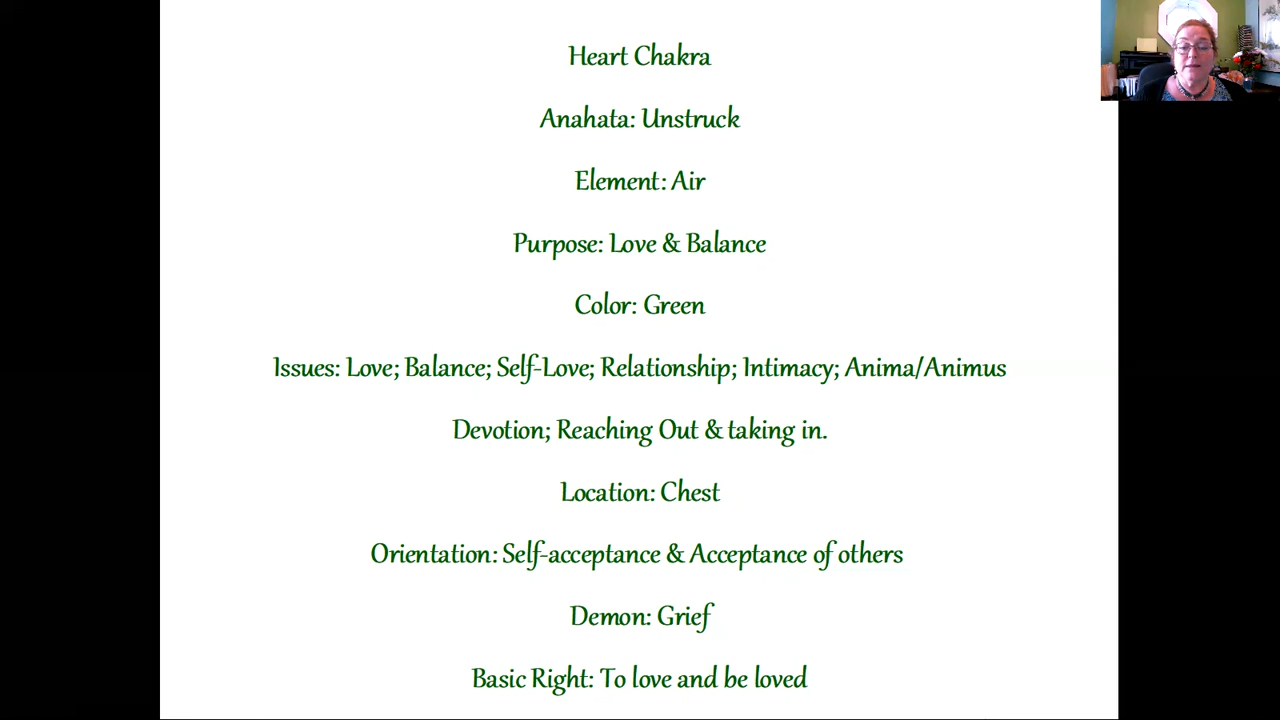 Heart Chakra
Anahata: Unstruck
Element: Air
Purpose: Love & Balance
Color: Green
Issues: Love; Balance; Self-Love; Relationship; Intimacy; Anima/Animus
Devotion; Reaching Out & taking in.
Location: Chest
Orientation: Self-acceptance & Acceptance of others
Demon: Grief
Basic Right: To love and be loved